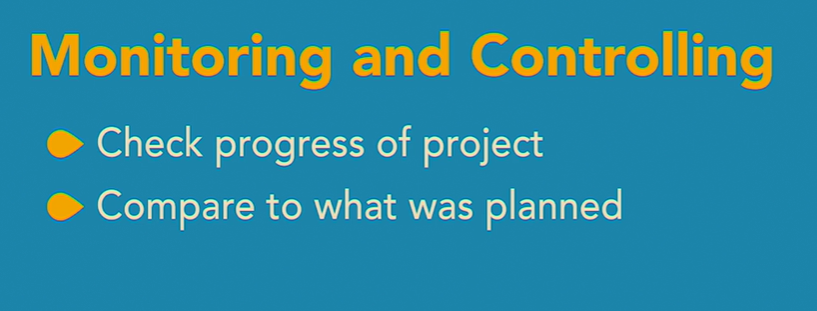 Monitoring and Controlling
Check progress of project
Compare to what was planned